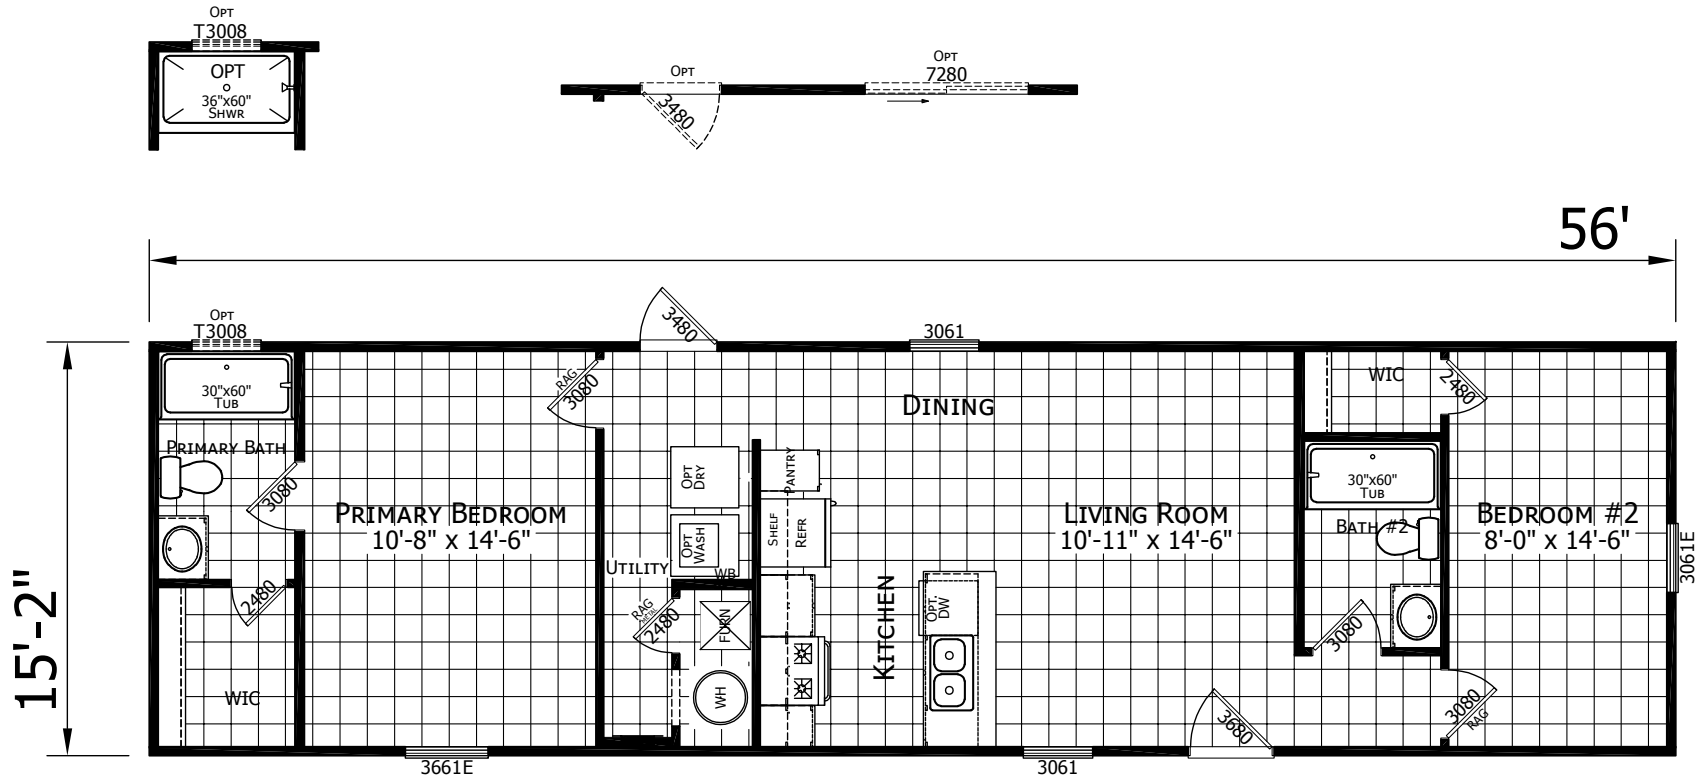 OPT
T3008
OPT
36"x60"
SHWR
OPT
3480
OPT
7280
56'
15'-2"
OPT
T3008
30"x60"
TUB
PRIMARY BATH
3080
2480
WIC
PRIMARY BEDROOM
10'-8" x 14'-6"
3661E
RAG
3080
3480
OPT
DRY
OPT
WASH
WB
UTILITY
RAG
METAL
2480
FURN
WH
PANTRY
SHELF
REFR
KITCHEN
OPT.
DW
3061
DINING
LIVING ROOM
10'-11" x 14'-6"
3061
3680
WIC
2480
30"x60"
TUB
BATH #2
3080
BEDROOM #2
8'-0" x 14'-6"
3061E
3080
RAG